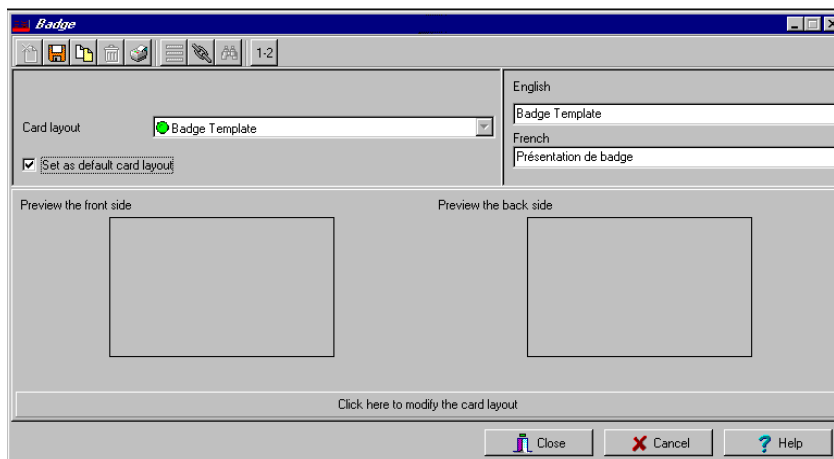 Badge
1-2
English
Badge Template
Card layout
Badge Template
French
Présentation de badge
Set as default card layout
Preview the front side
Preview the back side
Click here to modify the card layout
Close
Cancel
Help